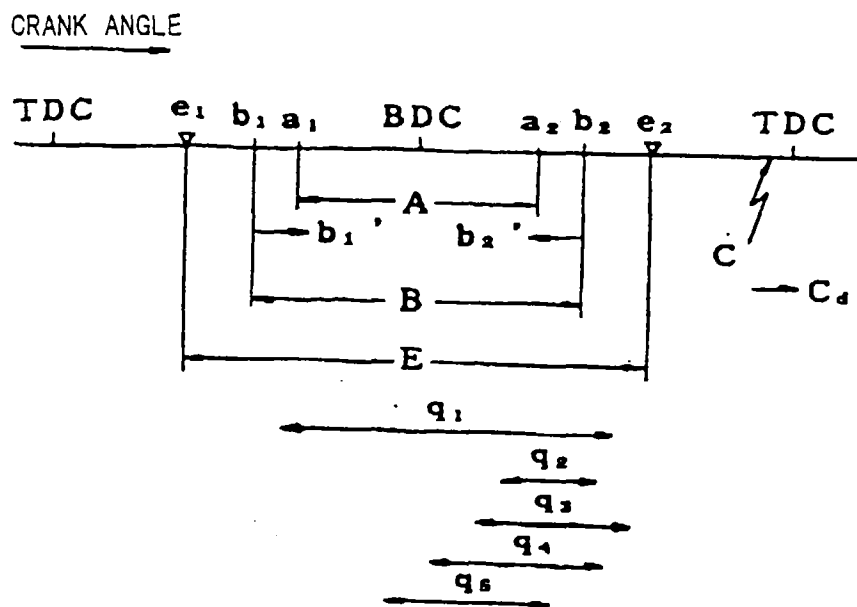 CRANK ANGLE
TDC e₁ b₁ a₁ BDC a₂ b₂ e₂ TDC
A
b₁' b₂'
C
B C_d
E
q₁
q₂
q₃
q₄
q₅